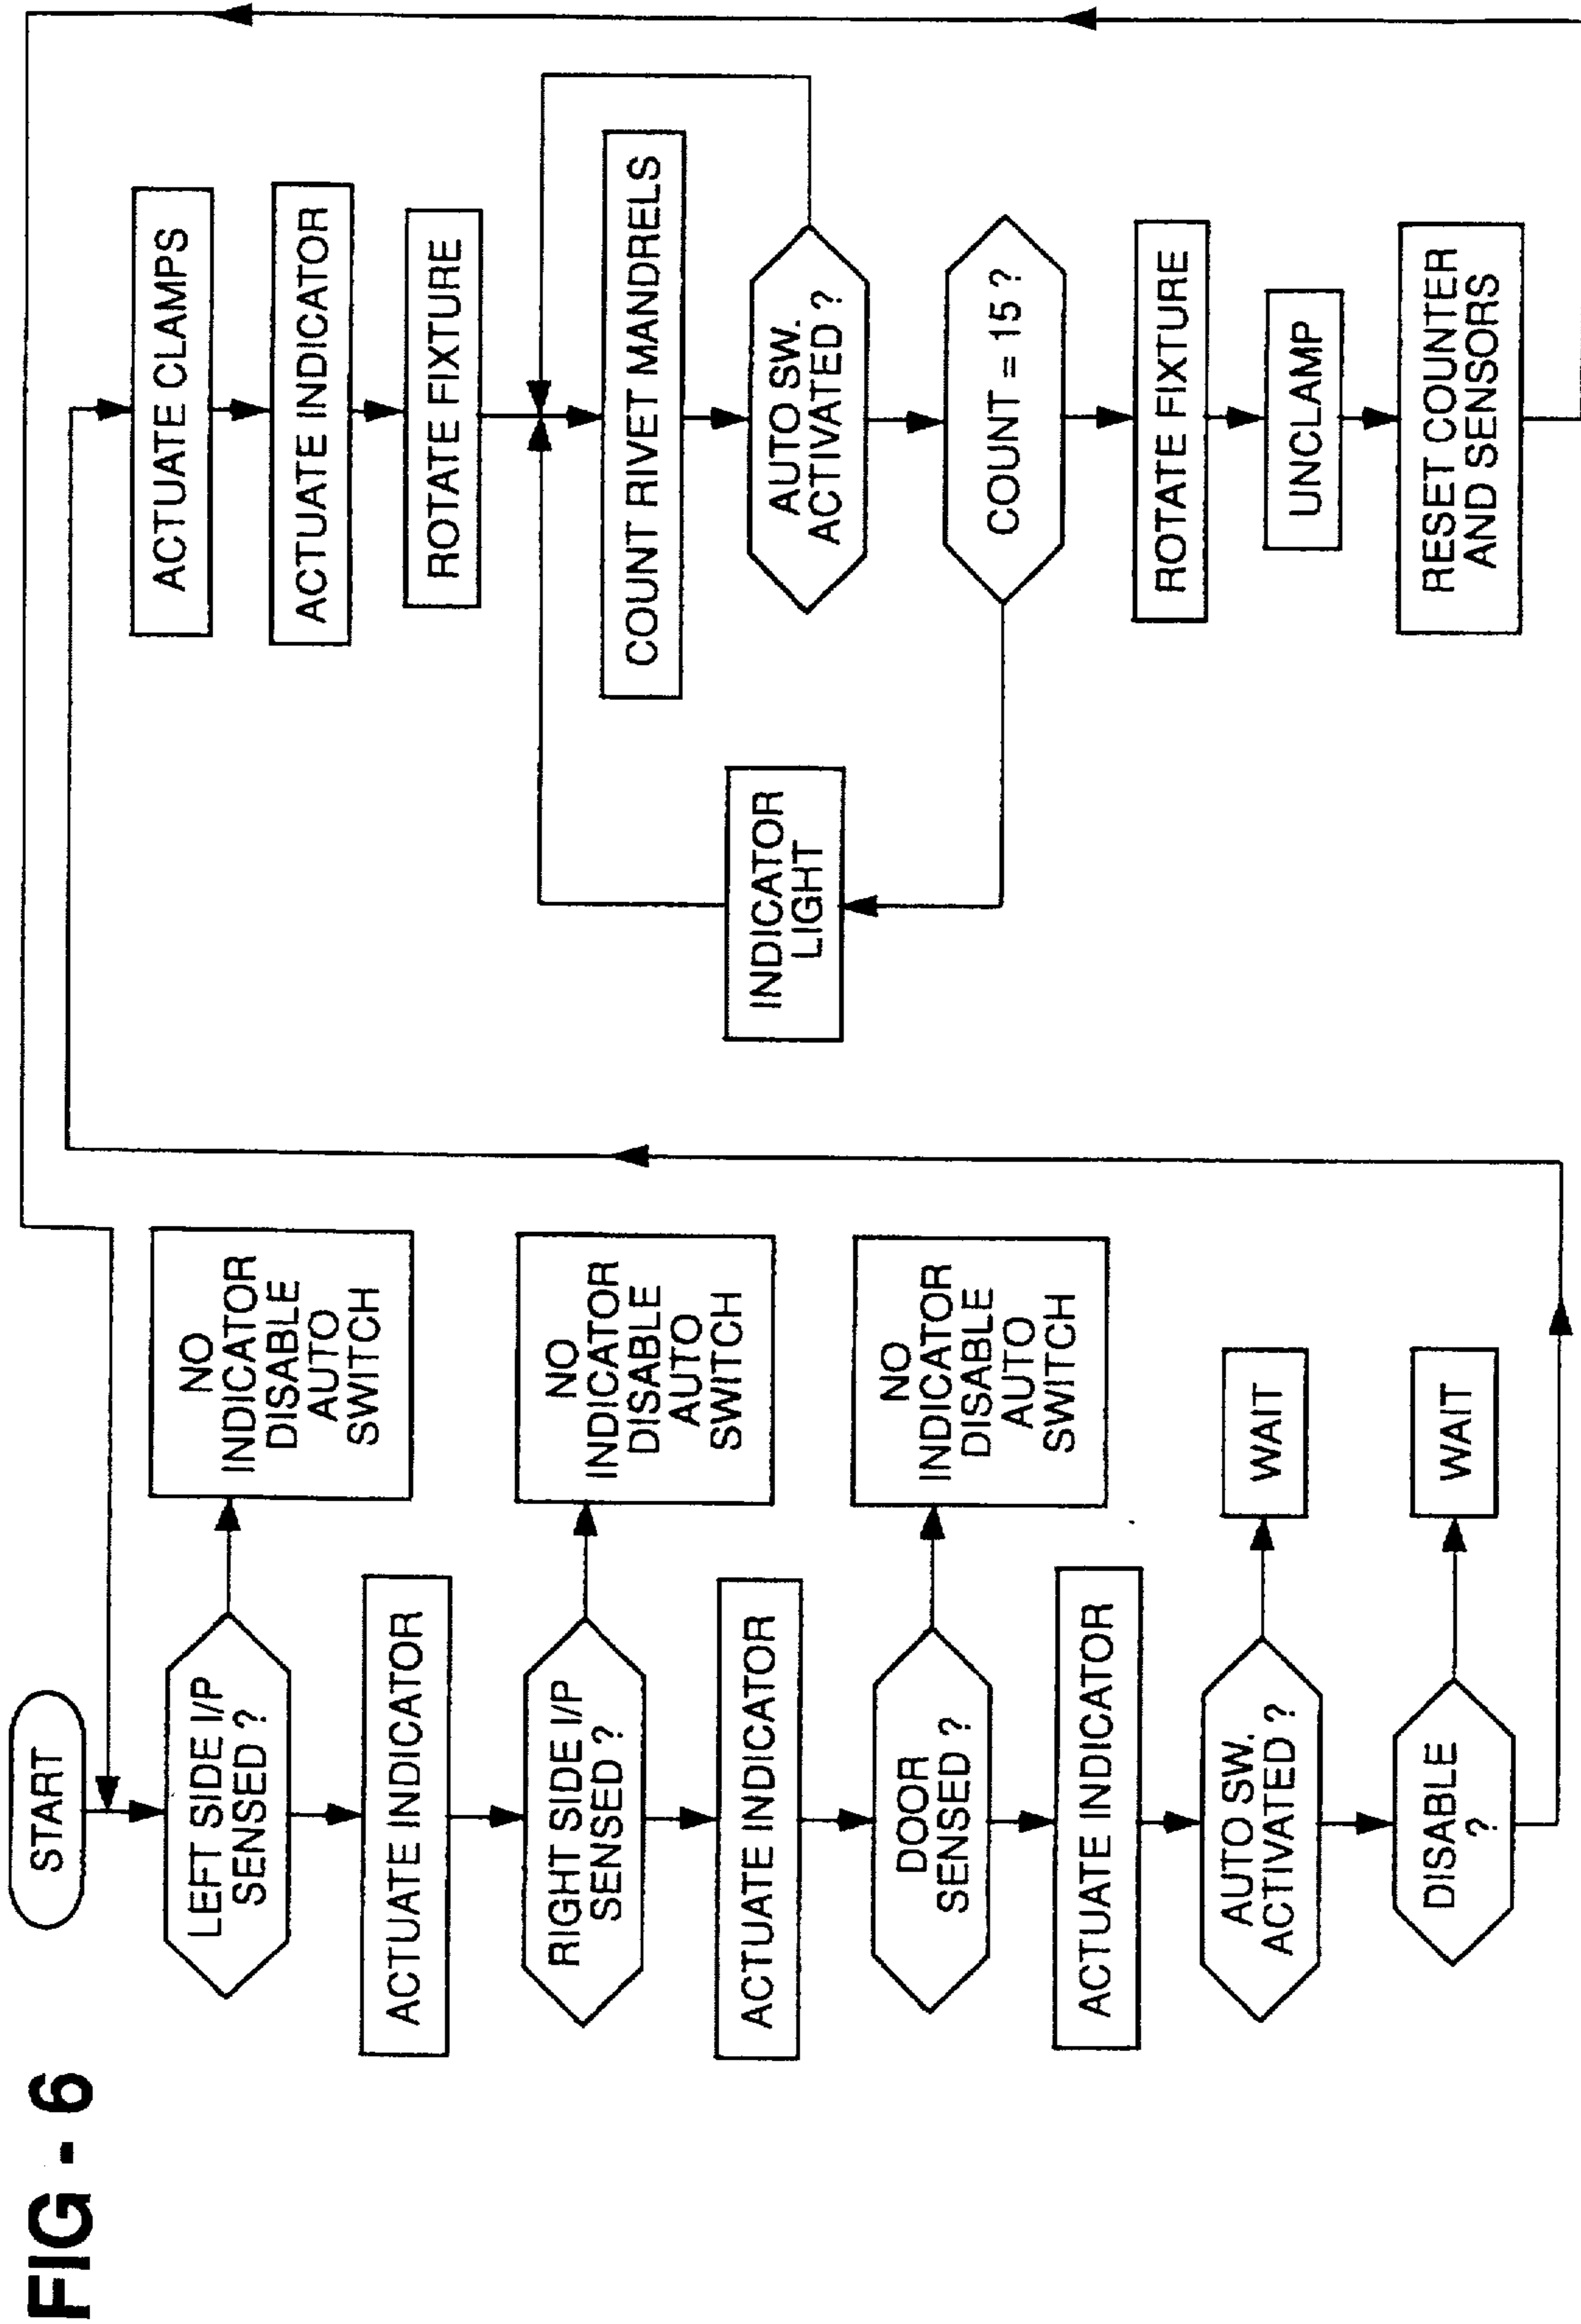 FIG - 6
START
LEFT SIDE I/P
SENSED ?
NO
INDICATOR
DISABLE
AUTO
SWITCH
ACTUATE INDICATOR
RIGHT SIDE I/P
SENSED ?
NO
INDICATOR
DISABLE
AUTO
SWITCH
ACTUATE INDICATOR
DOOR
SENSED ?
NO
INDICATOR
DISABLE
AUTO
SWITCH
ACTUATE INDICATOR
AUTO SW.
ACTIVATED ?
WAIT
DISABLE
?
WAIT
ACTUATE CLAMPS
ACTUATE INDICATOR
ROTATE FIXTURE
COUNT RIVET MANDRELS
AUTO SW.
ACTIVATED ?
INDICATOR
LIGHT
COUNT = 15 ?
ROTATE FIXTURE
UNCLAMP
RESET COUNTER
AND SENSORS